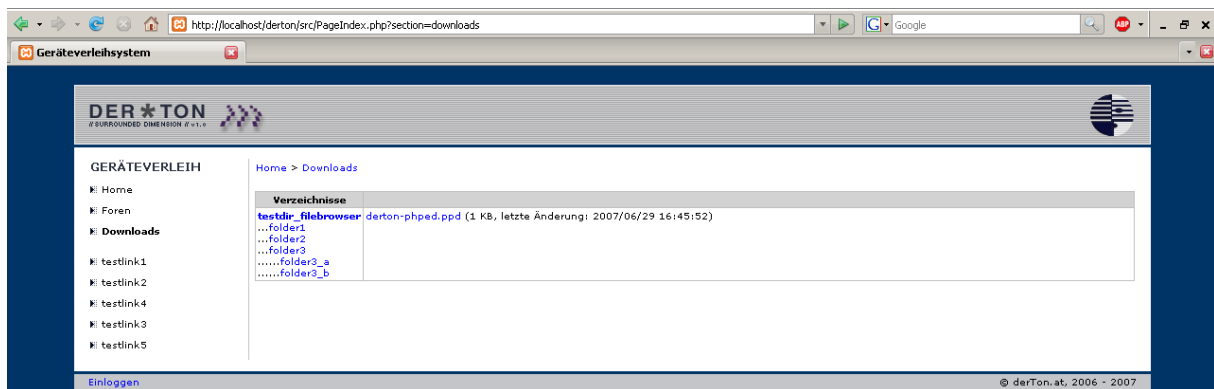 http://localhost/derton/src/PageIndex.php?section=downloads
G Google
ABP
Geräteverleihsystem
DER*TON
// SURROUNDED DIMENSION // v1.0
GERÄTEVERLEIH
Home
Foren
Downloads
testlink1
testlink2
testlink4
testlink3
testlink5
Home > Downloads
Verzeichnisse
testdir_filebrowser derton-phped.ppd (1 KB, letzte Änderung: 2007/06/29 16:45:52)
...folder1
...folder2
...folder3
......folder3_a
......folder3_b
Einloggen © derTon.at, 2006 - 2007